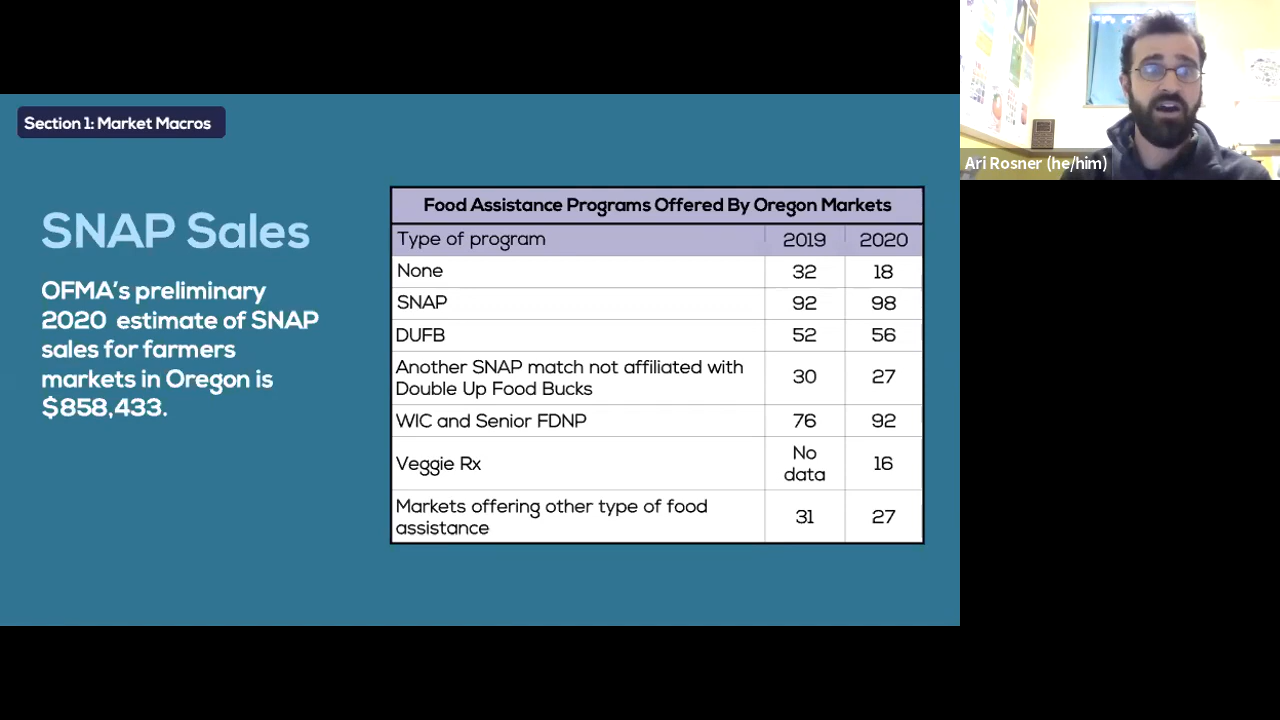 Section 1: Market Macros
SNAP Sales
OFMA's preliminary
2020 estimate of SNAP
sales for farmers
markets in Oregon is
$858,433.
Food Assistance Programs Offered By Oregon Markets
Type of program 2019 2020
None 32 18
SNAP 92 98
DUFB 52 56
Another SNAP match not affiliated with
Double Up Food Bucks 30 27
WIC and Senior FDNP 76 92
Veggie Rx No
data 16
Markets offering other type of food
assistance 31 27
Ari Rosner (he/him)